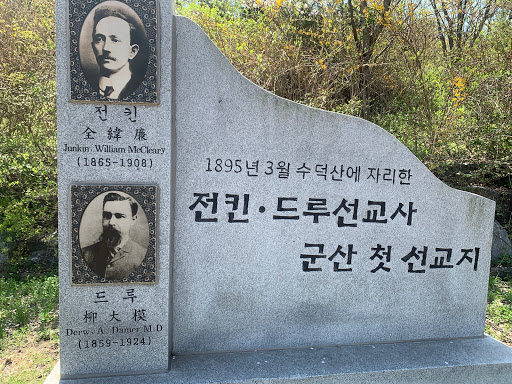 전킨
全緯廉
Junkin, William McCleary
(1865-1908)
드루
柳大模
Derw. A. Damer M.D
(1859-1924)
1895년 3월 수덕산에 자리한
전킨·드루선교사
군산 첫 선교지